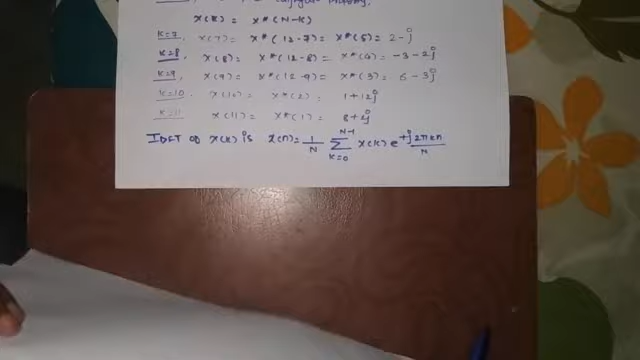 X(K) = X*(N-K)
K=7, X(7) = X*(12-7) = X*(5) = 2-j
K=8, X(8) = X*(12-8) = X*(4) = -3-2j
K=9, X(9) = X*(12-9) = X*(3) = 6-3j
K=10, X(10) = X*(2) = 1+12j
K=11 X(11) = X*(1) = 8+2j
IDFT of X(K) is x(n) = 1/N Σ K=0 N-1 X(K) e +j2πKn/N